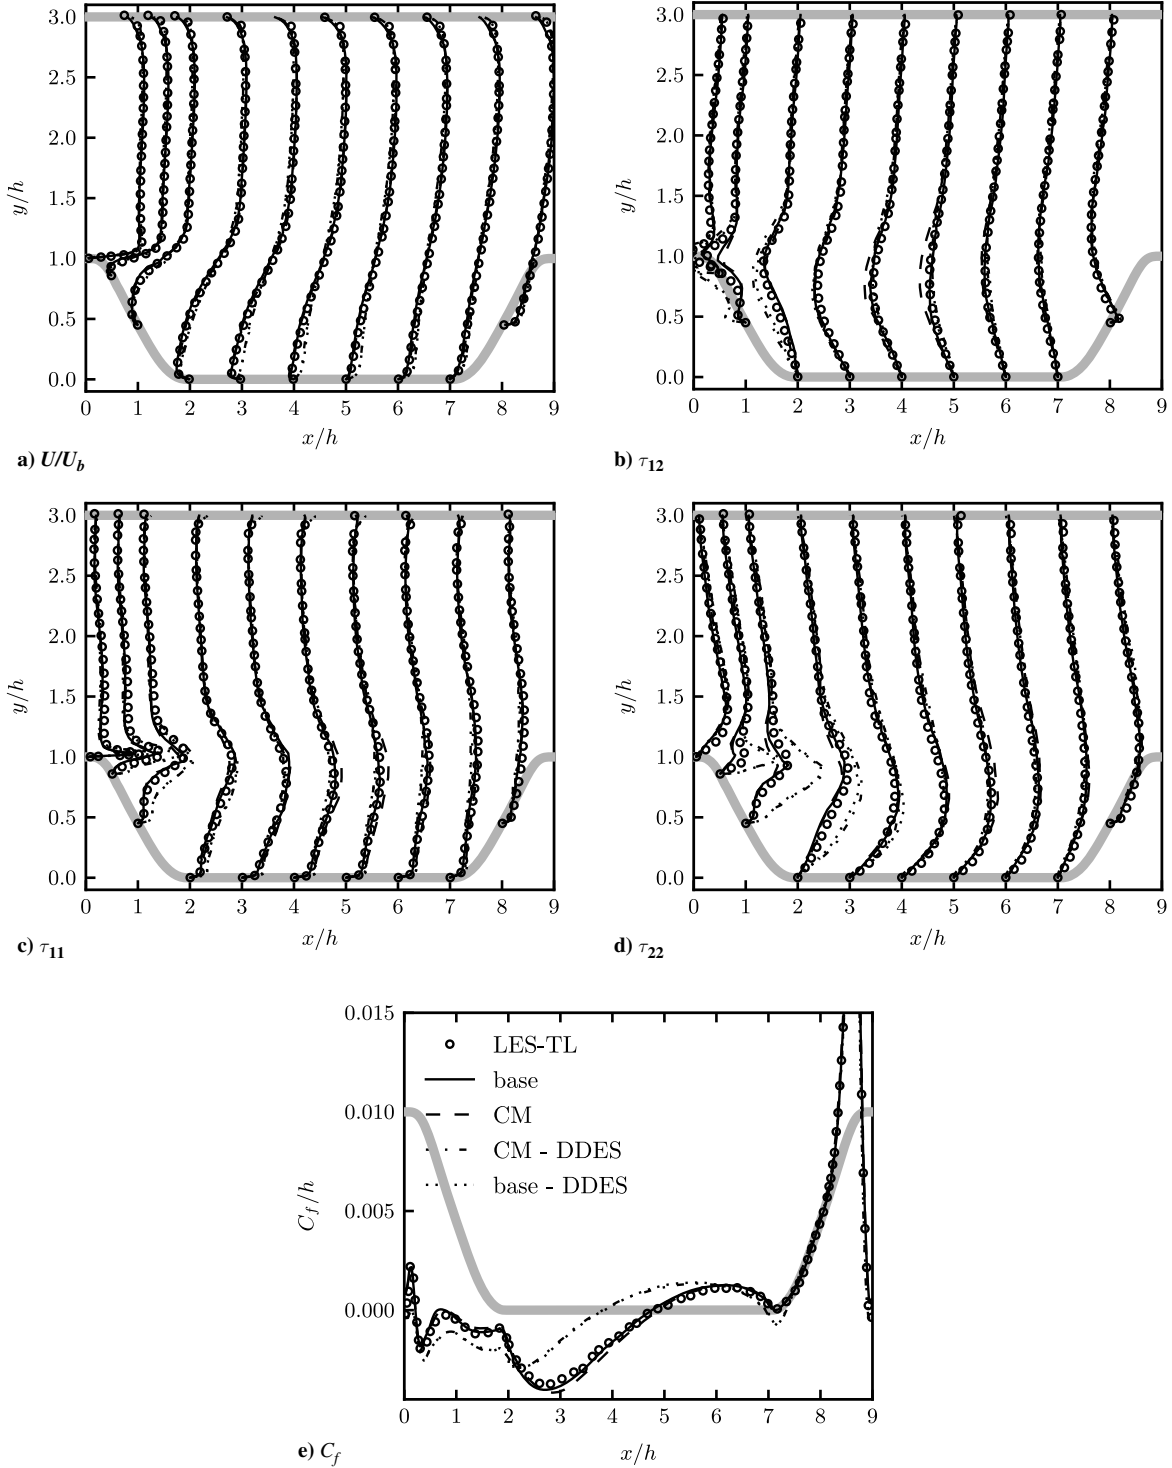 3.0
2.5
2.0
1.5
1.0
0.5
0.0
y/h
0 1 2 3 4 5 6 7 8 9
x/h
a) U/U_b
3.0
2.5
2.0
1.5
1.0
0.5
0.0
y/h
0 1 2 3 4 5 6 7 8 9
x/h
b) τ12
3.0
2.5
2.0
1.5
1.0
0.5
0.0
y/h
0 1 2 3 4 5 6 7 8 9
x/h
c) τ11
3.0
2.5
2.0
1.5
1.0
0.5
0.0
y/h
0 1 2 3 4 5 6 7 8 9
x/h
d) τ22
0.015
0.010
0.005
0.000
C_f/h
LES-TL
base
CM
CM - DDES
base - DDES
0 1 2 3 4 5 6 7 8 9
x/h
e) C_f